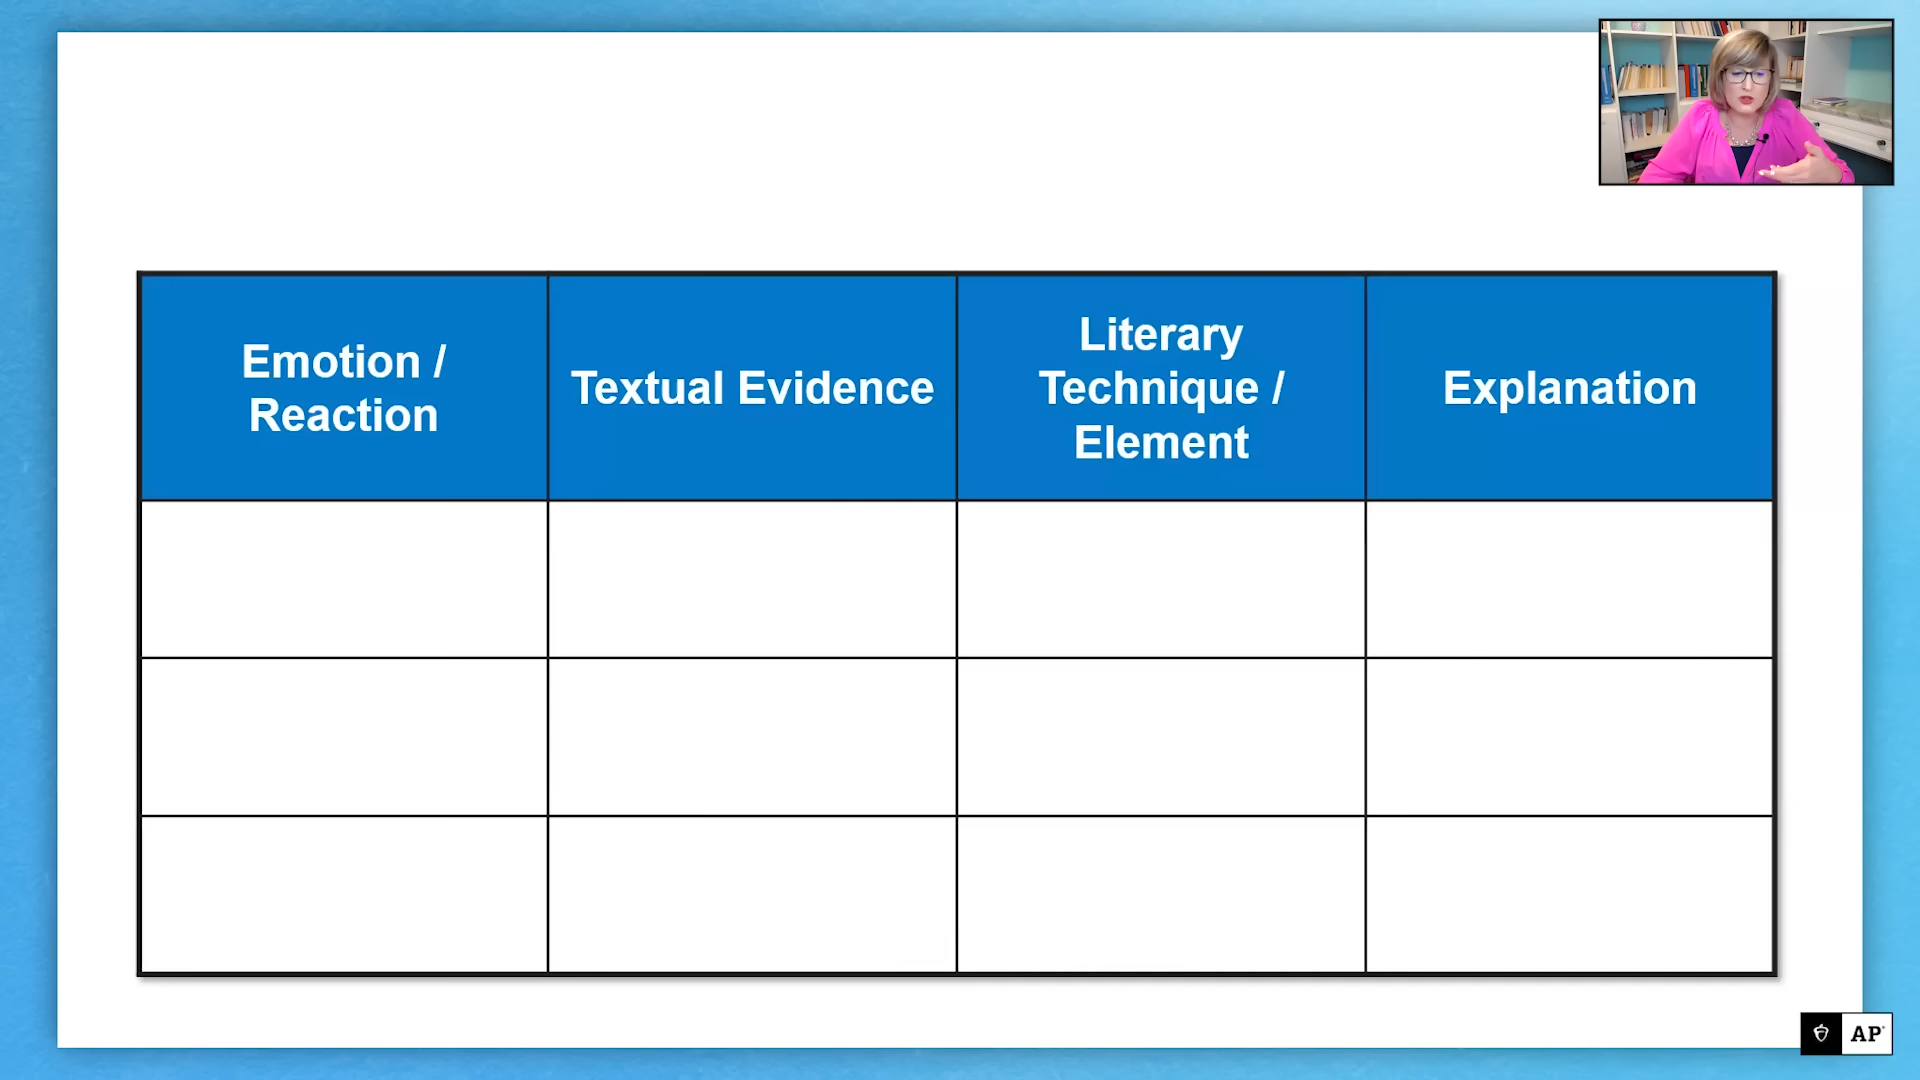 Emotion /
Reaction
Textual Evidence
Literary
Technique /
Element
Explanation
AP